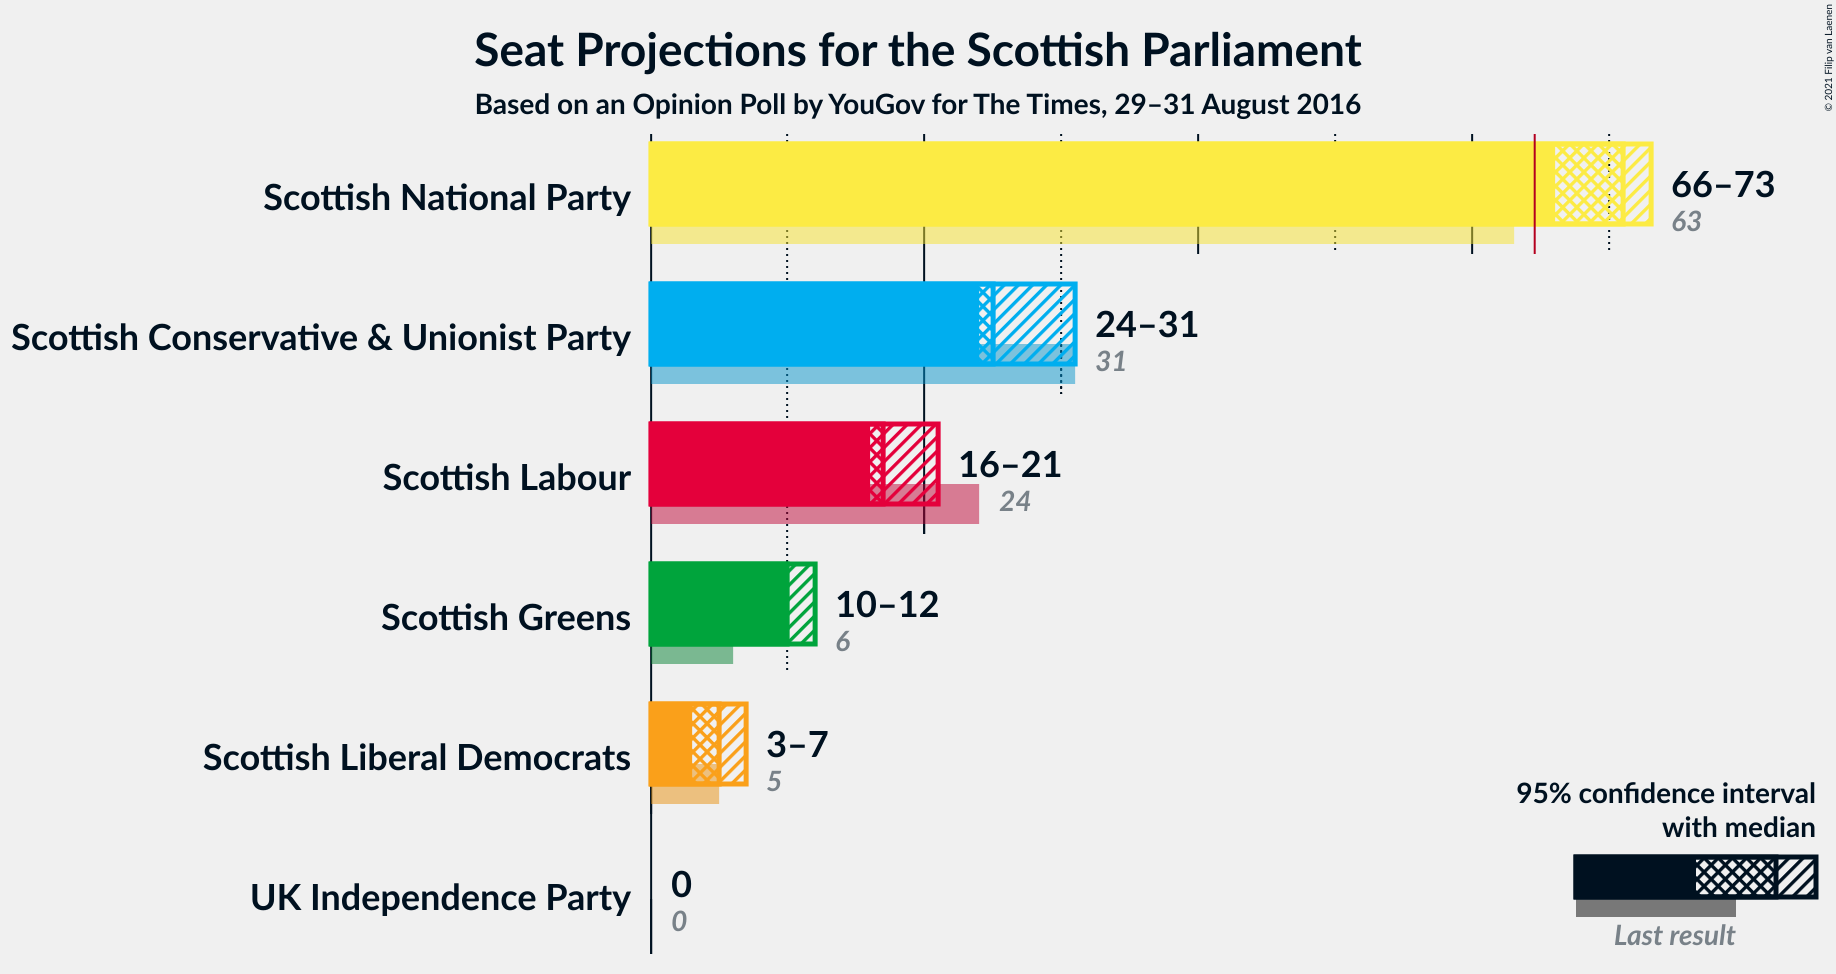 Seat Projections for the Scottish Parliament
Based on an Opinion Poll by YouGov for The Times, 29–31 August 2016
© 2021 Filip van Laenen
Scottish National Party
66–73
63
Scottish Conservative & Unionist Party
24–31
31
Scottish Labour
16–21
24
Scottish Greens
10–12
6
Scottish Liberal Democrats
3–7
5
UK Independence Party
0
0
95% confidence interval
with median
Last result